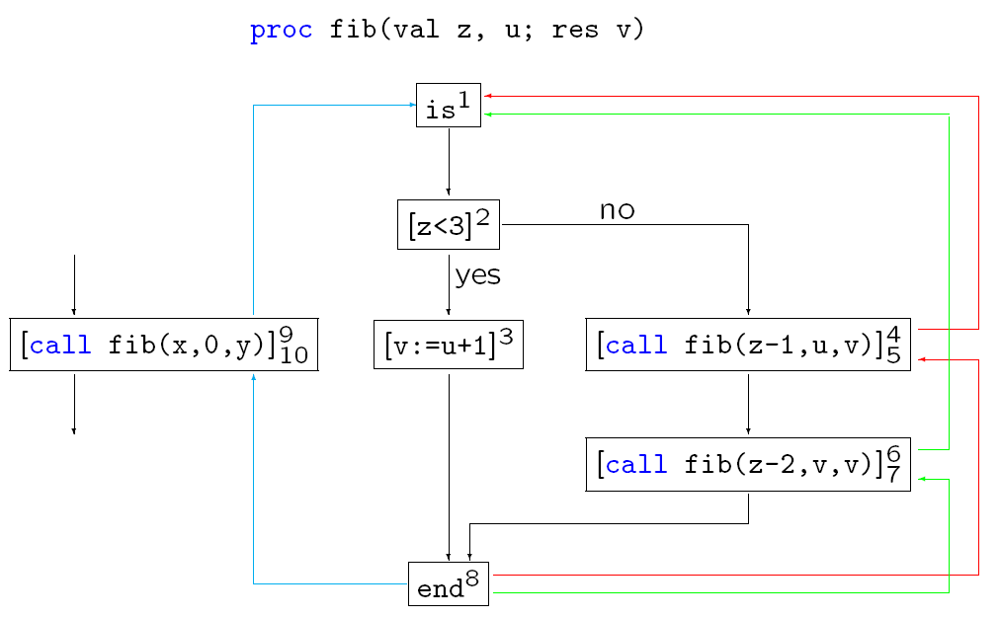 proc fib(val z, u; res v)
is1
[z<3]2
no
yes
[call fib(x,0,y)]9 10
[v:=u+1]3
[call fib(z-1,u,v)]4 5
[call fib(z-2,v,v)]6 7
end8